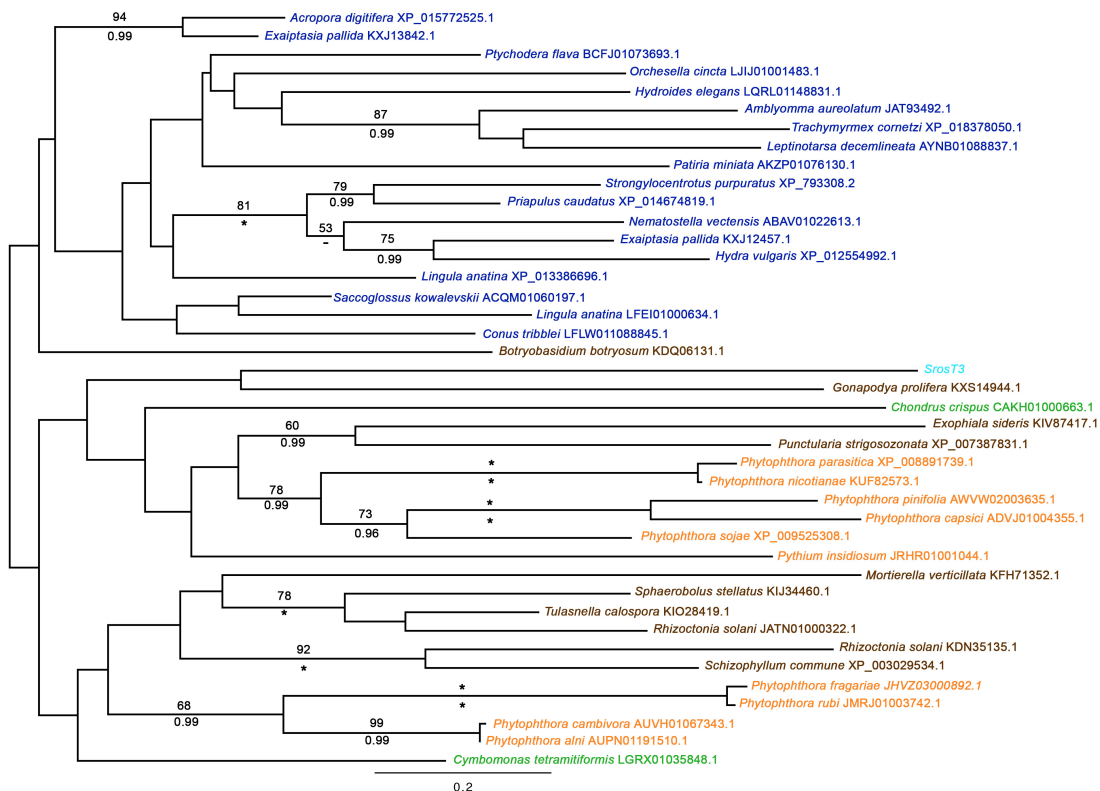 94
Acropora digitifera XP_015772525.1
0.99
Exaiptasia pallida KXJ13842.1
Ptychodera flava BCFJ01073693.1
Orchesella cincta LJIJ01001483.1
Hydroides elegans LQRL01148831.1
87
Amblyomma aureolatum JAT93492.1
0.99
Trachymyrmex cornetzi XP_018378050.1
Leptinotarsa decemlineata AYNB01088837.1
Patiria miniata AKZP01076130.1
79
Strongylocentrotus purpuratus XP_793308.2
0.99
Priapulus caudatus XP_014674819.1
81
*
53
-
Nematostella vectensis ABAV01022613.1
75
Exaiptasia pallida KXJ12457.1
0.99
Hydra vulgaris XP_012554992.1
Lingula anatina XP_013386696.1
Saccoglossus kowalevskii ACQM01060197.1
Lingula anatina LFEI01000634.1
Conus tribblei LFLW011088845.1
Botryobasidium botryosum KDQ06131.1
SrosT3
Gonapodya prolifera KXS14944.1
Chondrus crispus CAKH01000663.1
60
Exophiala sideris KIV87417.1
0.99
Punctularia strigosozonata XP_007387831.1
*
Phytophthora parasitica XP_008891739.1
*
Phytophthora nicotianae KUF82573.1
78
0.99
*
Phytophthora pinifolia AWVW02003635.1
73
*
Phytophthora capsici ADVJ01004355.1
0.96
Phytophthora sojae XP_009525308.1
Pythium insidiosum JRHR01001044.1
Mortierella verticillata KFH71352.1
78
Sphaerobolus stellatus KIJ34460.1
*
Tulasnella calospora KIO28419.1
Rhizoctonia solani JATN01000322.1
92
Rhizoctonia solani KDN35135.1
*
Schizophyllum commune XP_003029534.1
*
Phytophthora fragariae JHVZ03000892.1
*
Phytophthora rubi JMRJ01003742.1
68
0.99
99
Phytophthora cambivora AUVH01067343.1
0.99
Phytophthora alni AUPN01191510.1
Cymbomonas tetramitiformis LGRX01035848.1
0.2